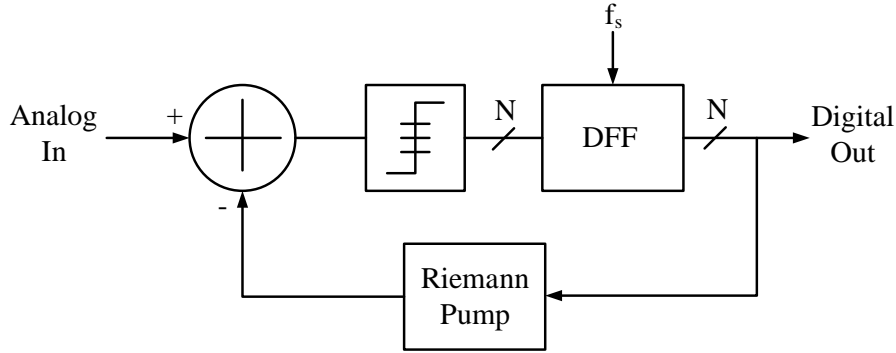 f_s
Analog
In
+
N
DFF
N
Digital
Out
-
Riemann
Pump